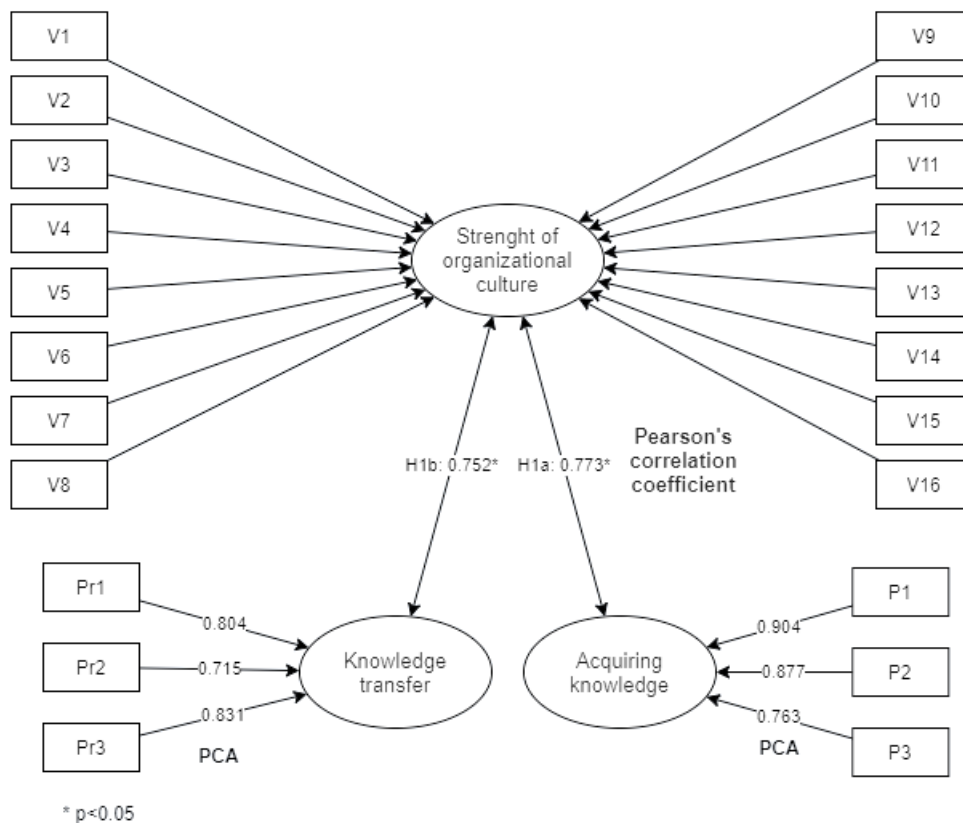 V1
V2
V3
V4
V5
V6
V7
V8
V9
V10
V11
V12
V13
V14
V15
V16
Strenght of
organizational
culture
H1b: 0.752*
H1a: 0.773*
Pearson's
correlation
coefficient
Pr1
Pr2
Pr3
0.804
0.715
0.831
PCA
Knowledge
transfer
Acquiring
knowledge
0.904
0.877
0.763
PCA
P1
P2
P3
* p<0.05